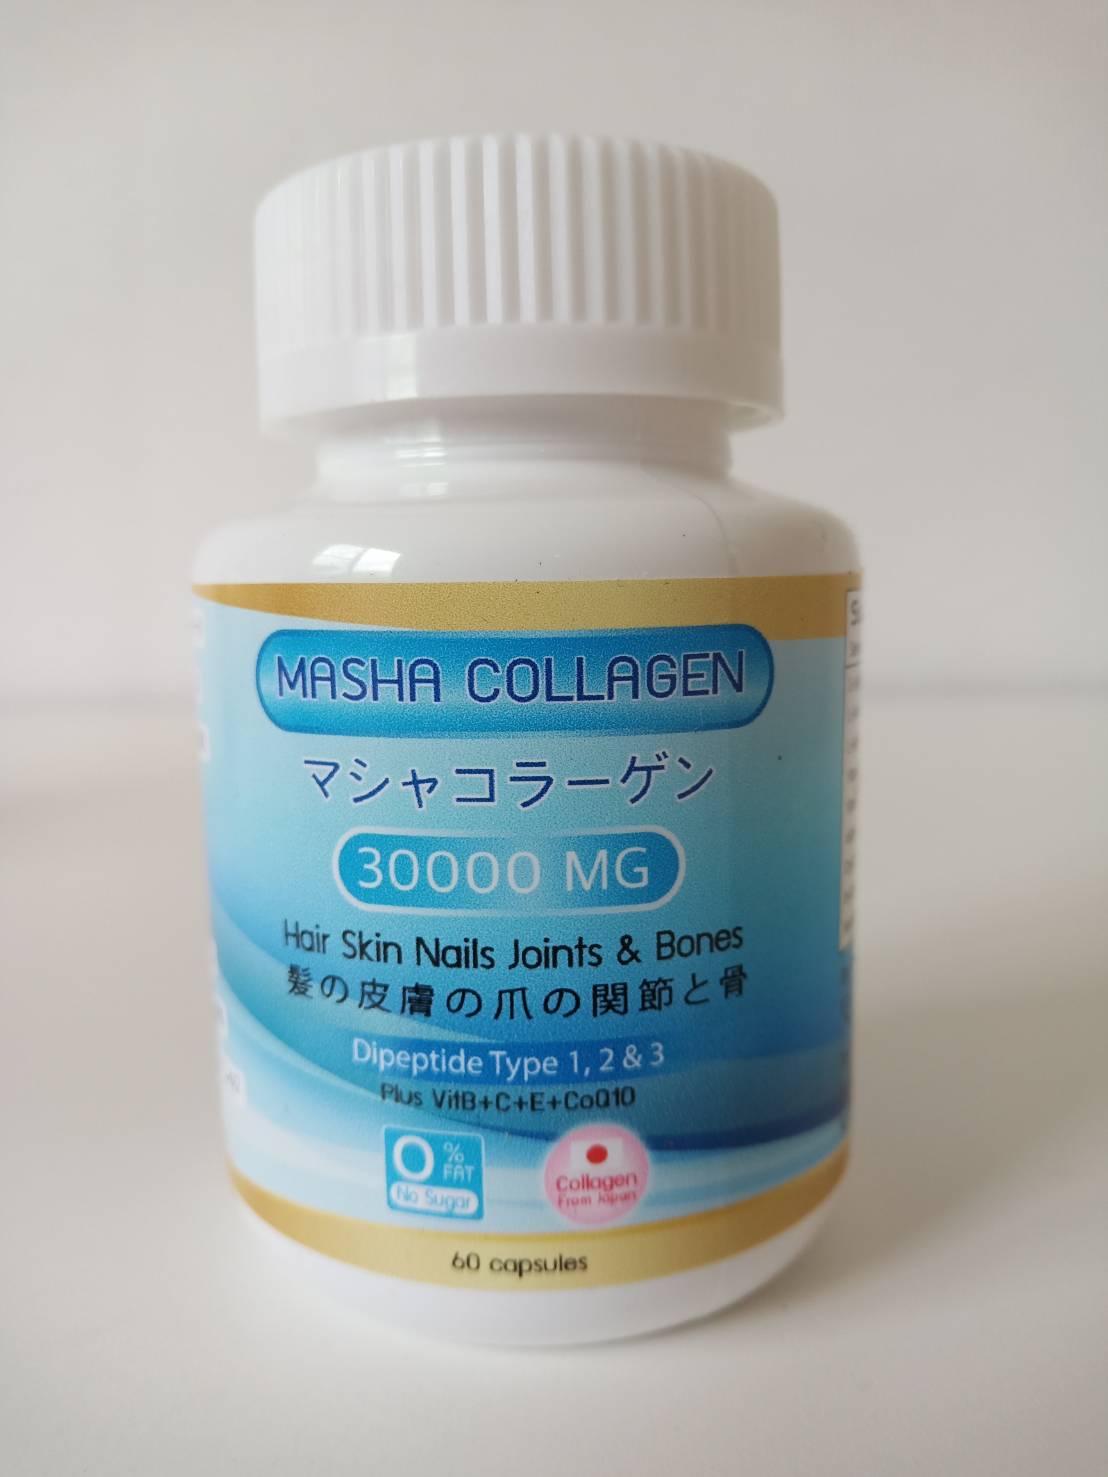 MASHA COLLAGEN
マシャコラーゲン
30000 MG
Hair Skin Nails Joints & Bones
髪の皮膚の爪の関節と骨
Dipeptide Type 1, 2 & 3
Plus VitB+C+E+CoQ10
0 % FAT
No Sugar
Collagen
From Japan
60 capsules